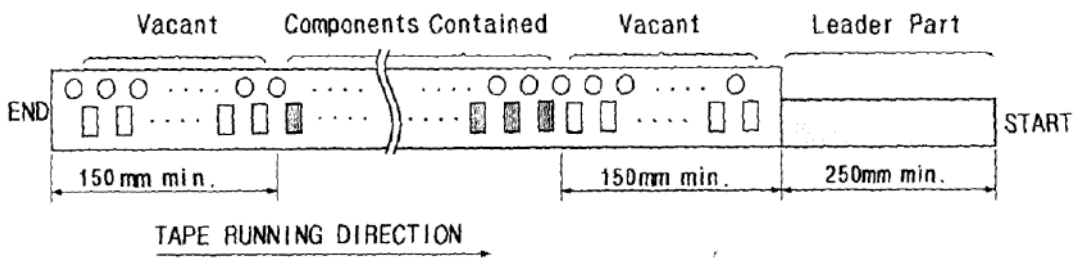 Vacant Components Contained Vacant Leader Part
END START
150mm min. 150mm min. 250mm min.
TAPE RUNNING DIRECTION